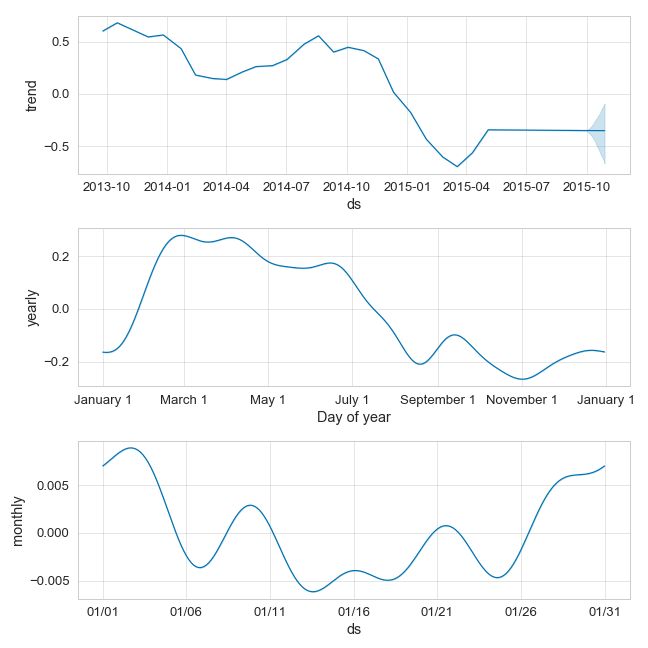 trend
0.5
0.0
−0.5
2013-10 2014-01 2014-04 2014-07 2014-10 2015-01 2015-04 2015-07 2015-10
ds
yearly
0.2
0.0
−0.2
January 1 March 1 May 1 July 1 September 1 November 1 January 1
Day of year
monthly
0.005
0.000
−0.005
01/01 01/06 01/11 01/16 01/21 01/26 01/31
ds